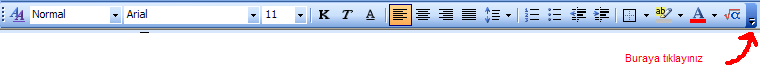 Normal Arial 11 K T A
Buraya tıklayınız